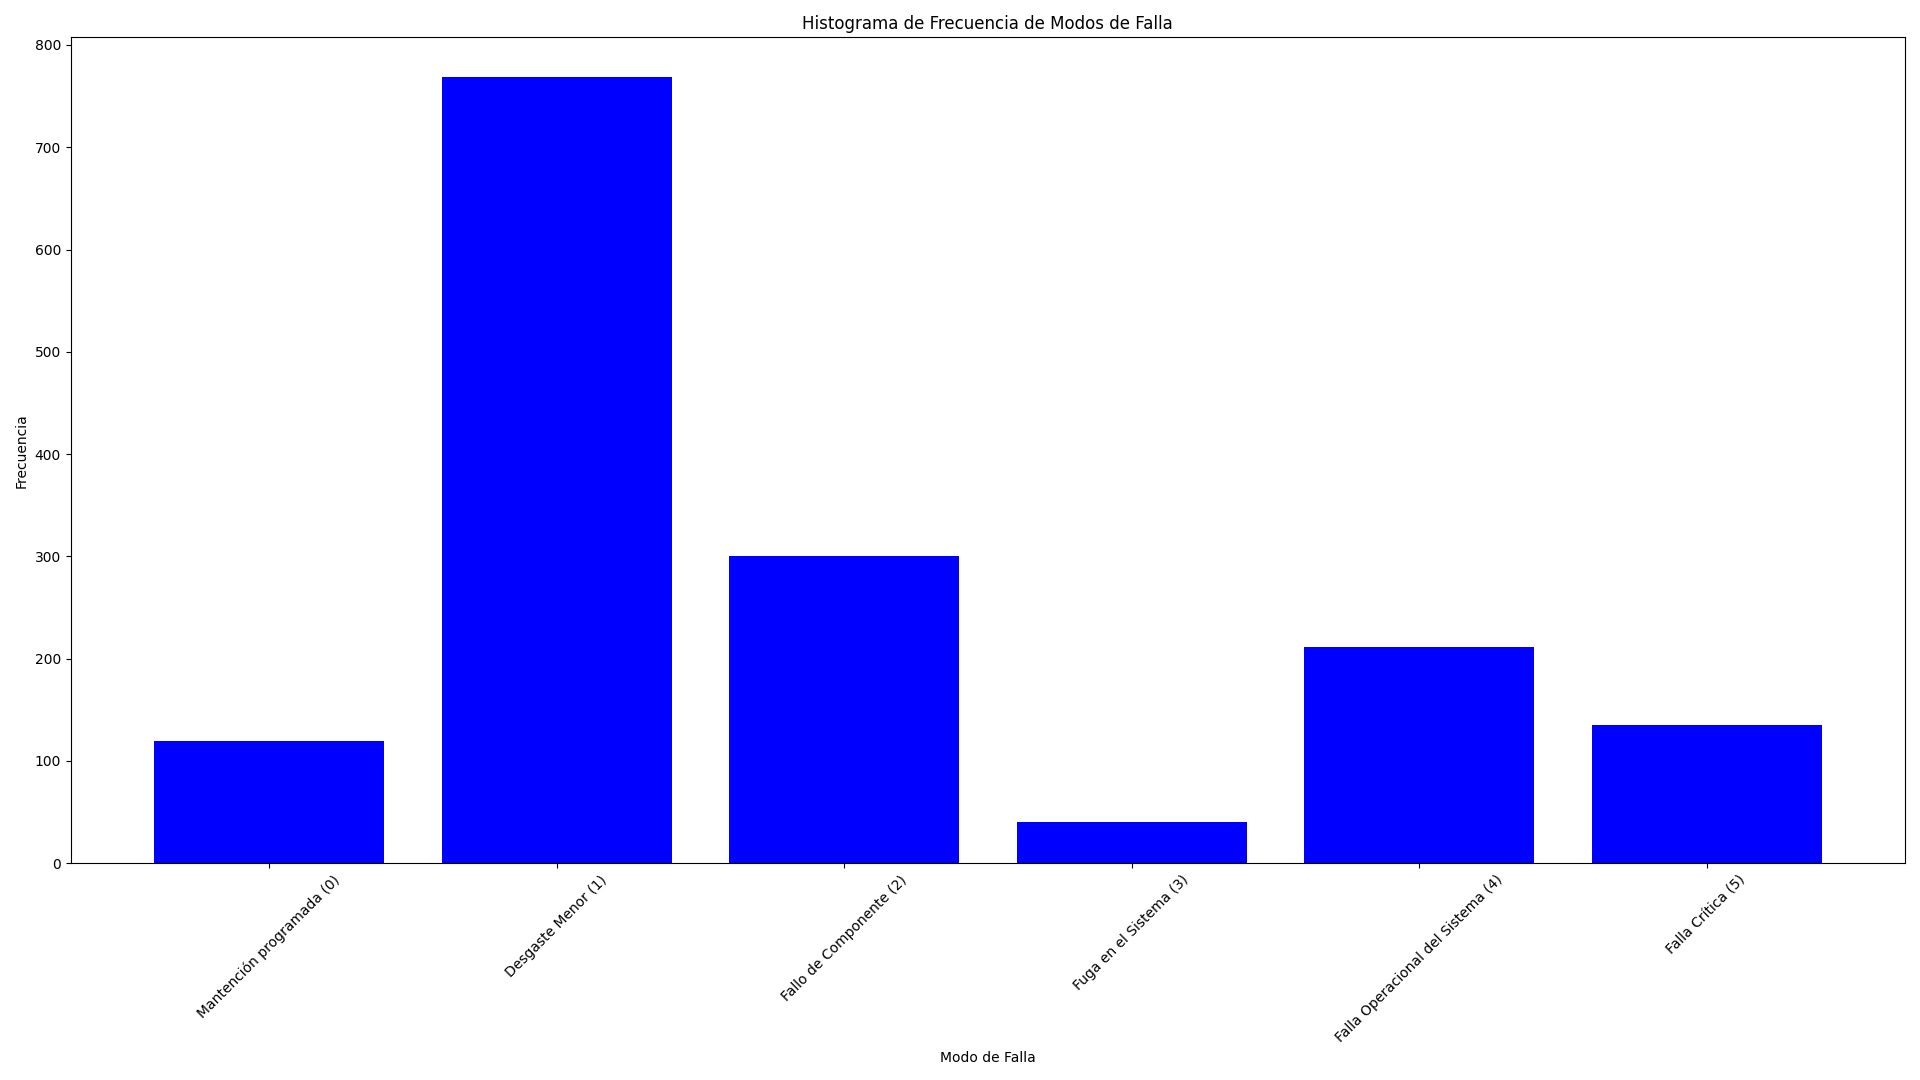 Histograma de Frecuencia de Modos de Falla
800
700
600
500
400
300
200
100
0
Frecuencia
Mantención programada (0)
Desgaste Menor (1)
Fallo de Componente (2)
Fuga en el Sistema (3)
Falla Operacional del Sistema (4)
Falla Crítica (5)
Modo de Falla